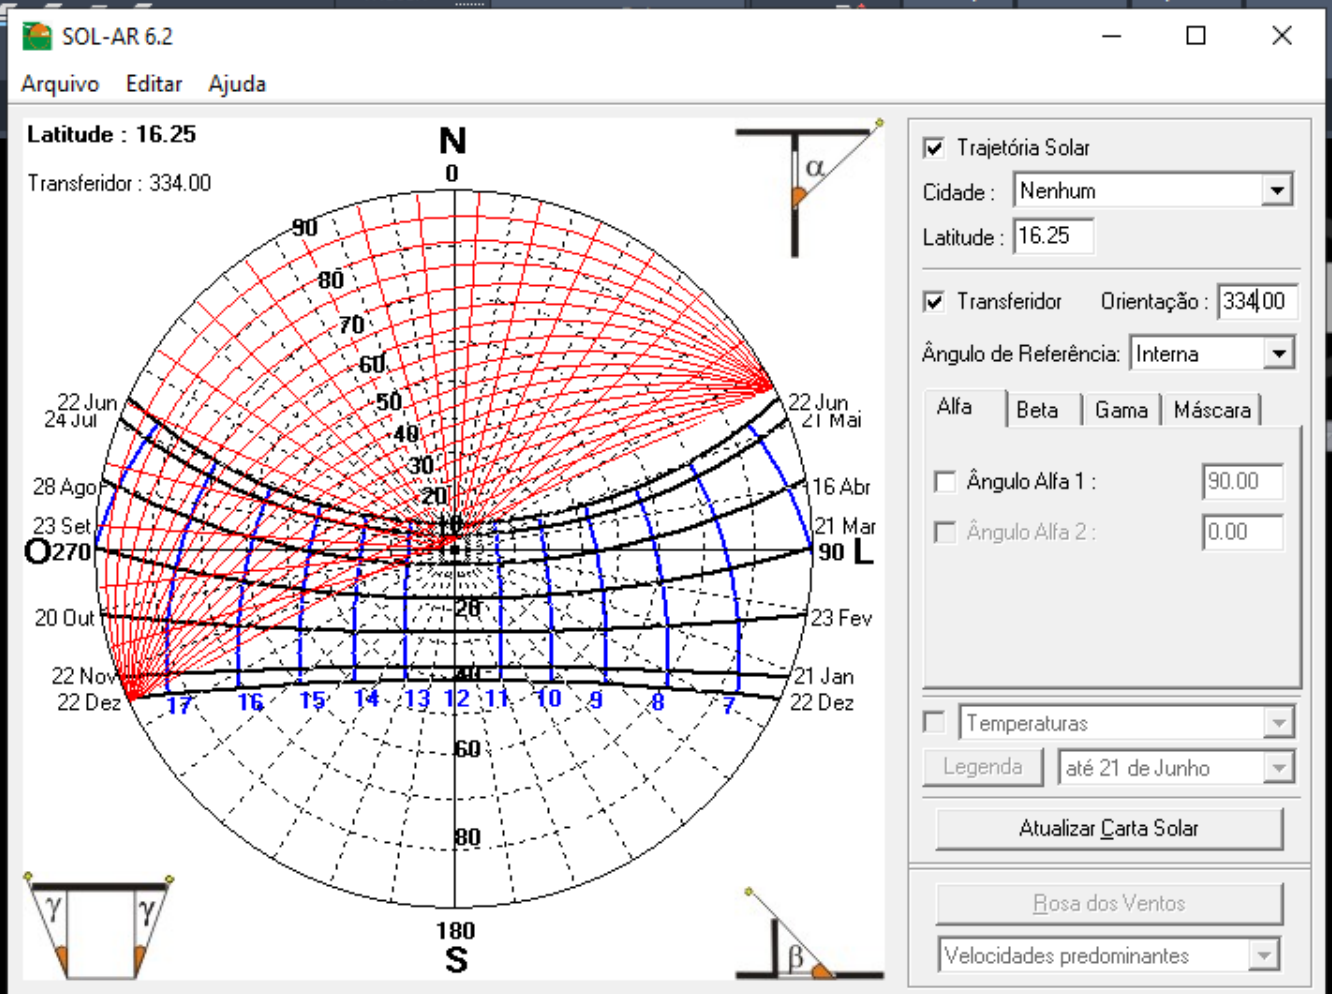 SOL-AR 6.2
Arquivo Editar Ajuda
Latitude : 16.25
Transferidor : 334.00
N
0
α
90
80
70
60
50
40
30
20
10
22 Jun
24 Jul
28 Ago
23 Set
O 270
20 Out
22 Nov
22 Dez
22 Jun
21 Mai
16 Abr
21 Mar
90 L
23 Fev
21 Jan
22 Dez
20
40
17 16 15 14 13 12 11 10 9 8 7
60
80
180
S
γ γ
β
Trajetória Solar
Cidade : Nenhum
Latitude : 16.25
Transferidor Orientação : 334.00
Ângulo de Referência: Interna
Alfa Beta Gama Máscara
Ângulo Alfa 1 : 90.00
Ângulo Alfa 2 : 0.00
Temperaturas
Legenda até 21 de Junho
Atualizar Carta Solar
Rosa dos Ventos
Velocidades predominantes